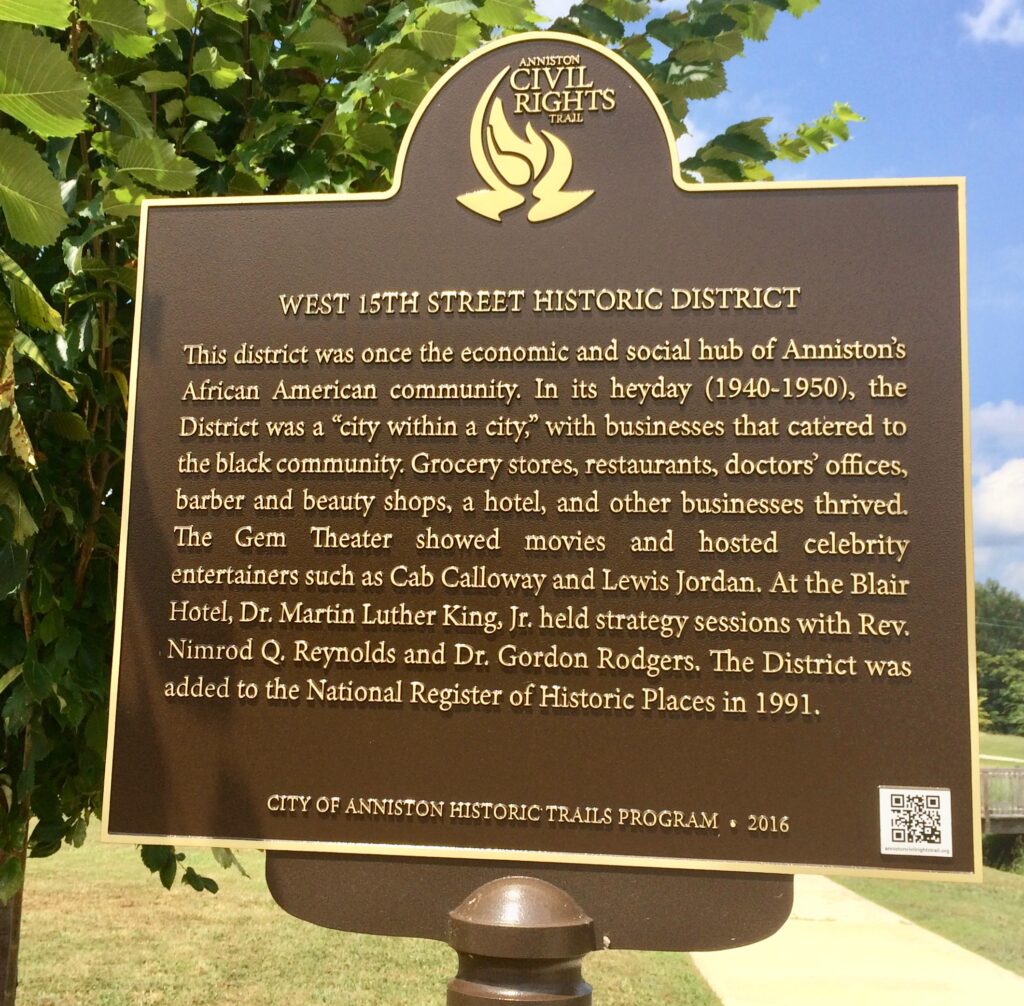 ANNISTON
CIVIL
RIGHTS
TRAIL
WEST 15TH STREET HISTORIC DISTRICT
This district was once the economic and social hub of Anniston's
African American community. In its heyday (1940-1950), the
District was a “city within a city,” with businesses that catered to
the black community. Grocery stores, restaurants, doctors’ offices,
barber and beauty shops, a hotel, and other businesses thrived.
The Gem Theater showed movies and hosted celebrity
entertainers such as Cab Calloway and Lewis Jordan. At the Blair
Hotel, Dr. Martin Luther King, Jr. held strategy sessions with Rev.
Nimrod Q. Reynolds and Dr. Gordon Rodgers. The District was
added to the National Register of Historic Places in 1991.
CITY OF ANNISTON HISTORIC TRAILS PROGRAM • 2016